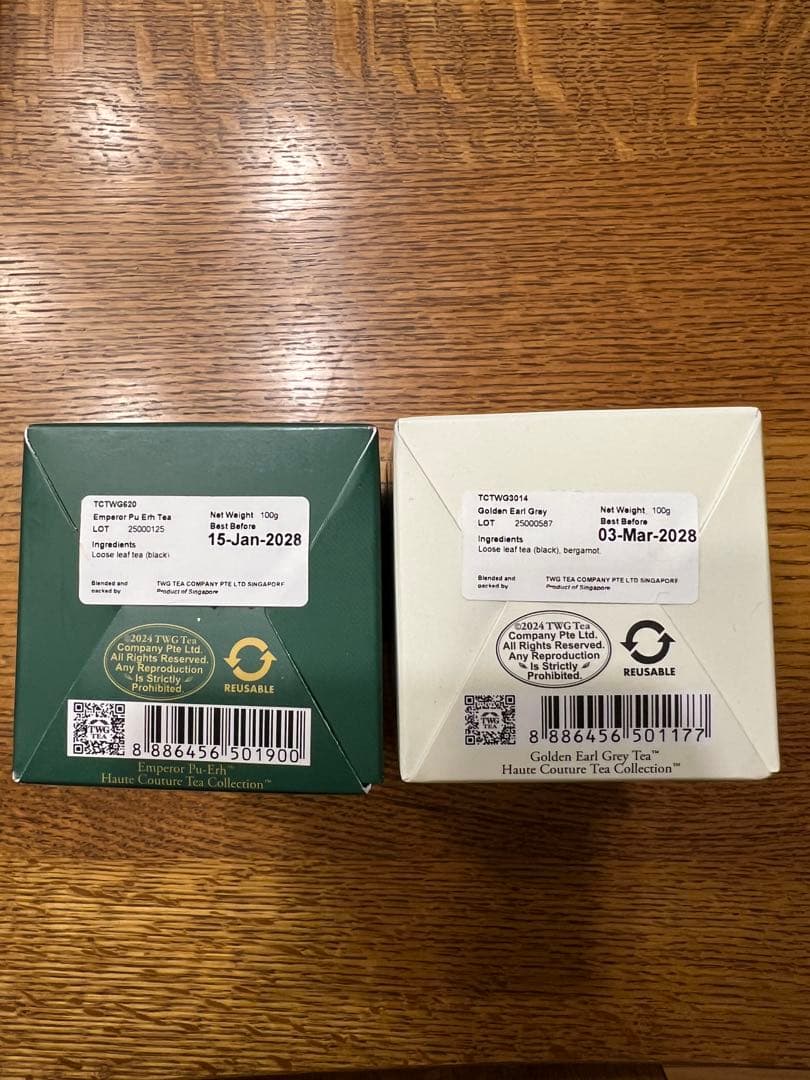 TCTWG620
Emperor Pu Erh Tea
LOT 25000125
Ingredients
Loose leaf tea (black)
Net Weight 100g
Best Before
15-Jan-2028
Blended and
packed by
TWG TEA COMPANY PTE LTD SINGAPORE
Product of Singapore
©2024 TWG Tea
Company Pte Ltd.
All Rights Reserved.
Any Reproduction
Is Strictly
Prohibited.
REUSABLE
TWG
TEA
8 886456 501900
Emperor Pu-Erh™
Haute Couture Tea Collection™
TCTWG3014
Golden Earl Grey
LOT 25000587
Ingredients
Loose leaf tea (black), bergamot.
Net Weight 100g
Best Before
03-Mar-2028
Blended and
packed by
TWG TEA COMPANY PTE LTD SINGAPORE
Product of Singapore
©2024 TWG Tea
Company Pte Ltd.
All Rights Reserved.
Any Reproduction
Is Strictly
Prohibited.
REUSABLE
TWG
TEA
8 886456 501177
Golden Earl Grey Tea™
Haute Couture Tea Collection™